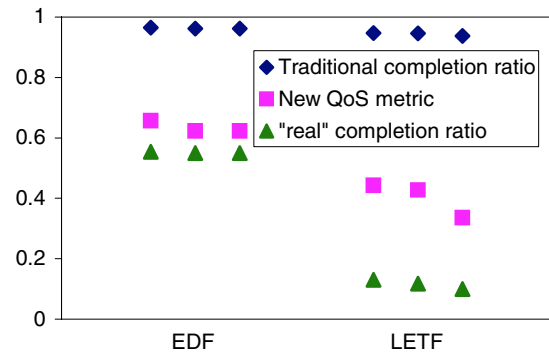 1
0.8
0.6
0.4
0.2
0
Traditional completion ratio
New QoS metric
"real" completion ratio
EDF
LETF